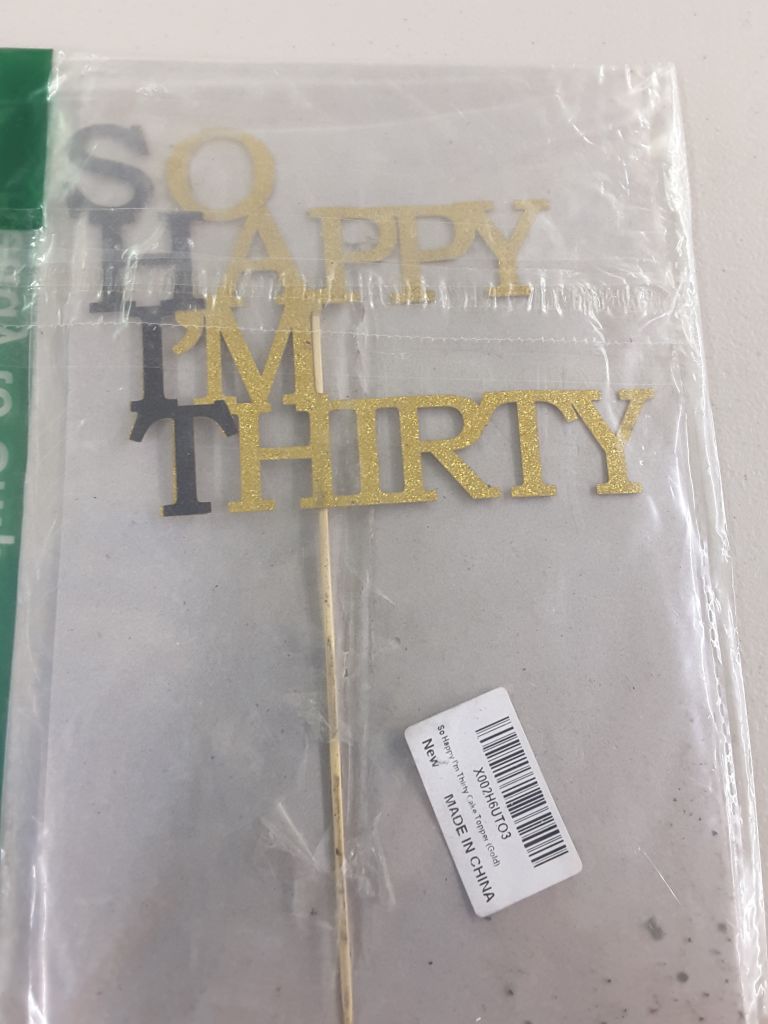 SO
HAPPY
I'M
THIRTY
X002H6UTO3
So Happy I'm Thirty Cake Topper (Gold)
New
MADE IN CHINA